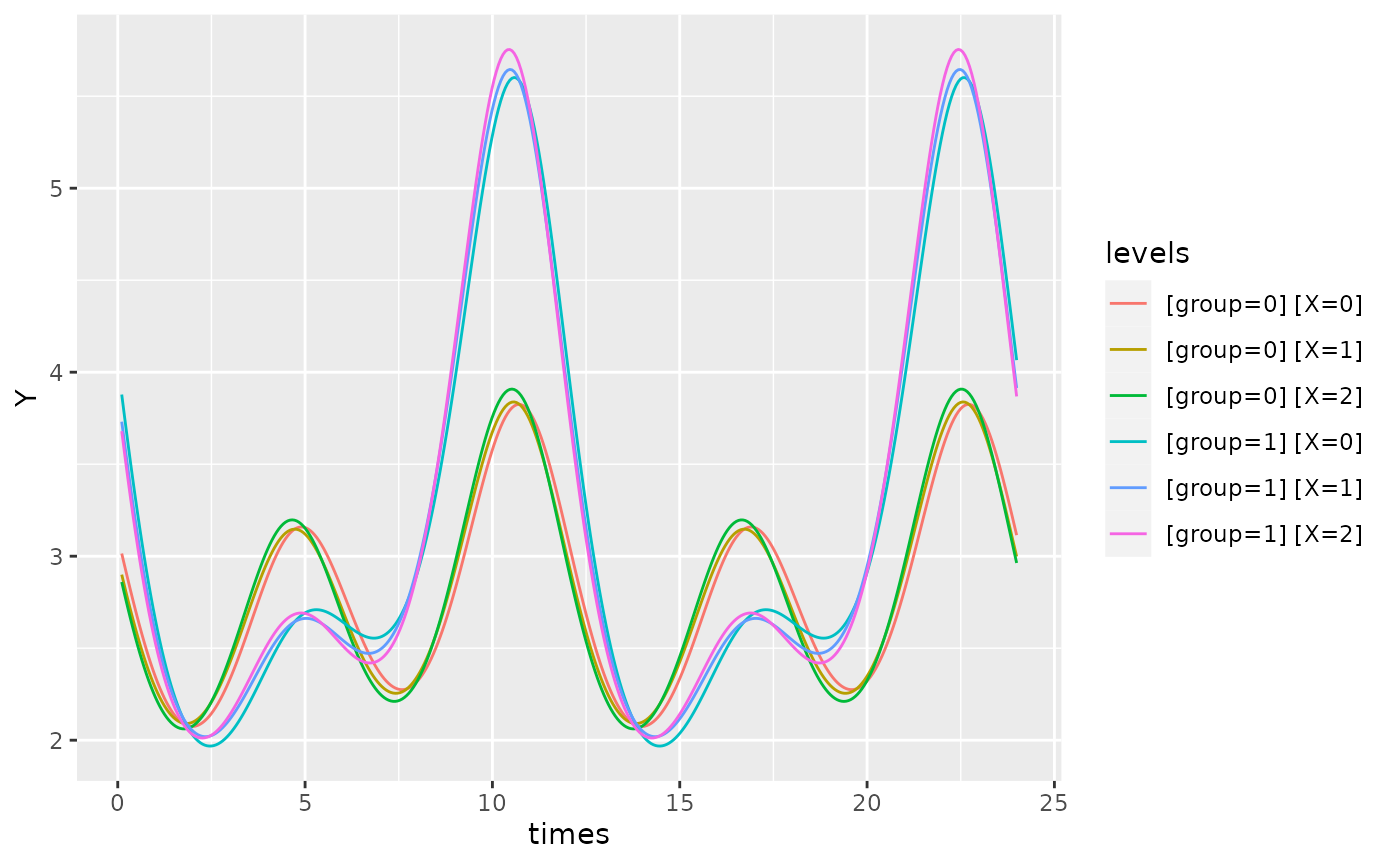 Y
5
4
3
2
0
5
10
15
20
25
times
levels
[group=0] [X=0]
[group=0] [X=1]
[group=0] [X=2]
[group=1] [X=0]
[group=1] [X=1]
[group=1] [X=2]